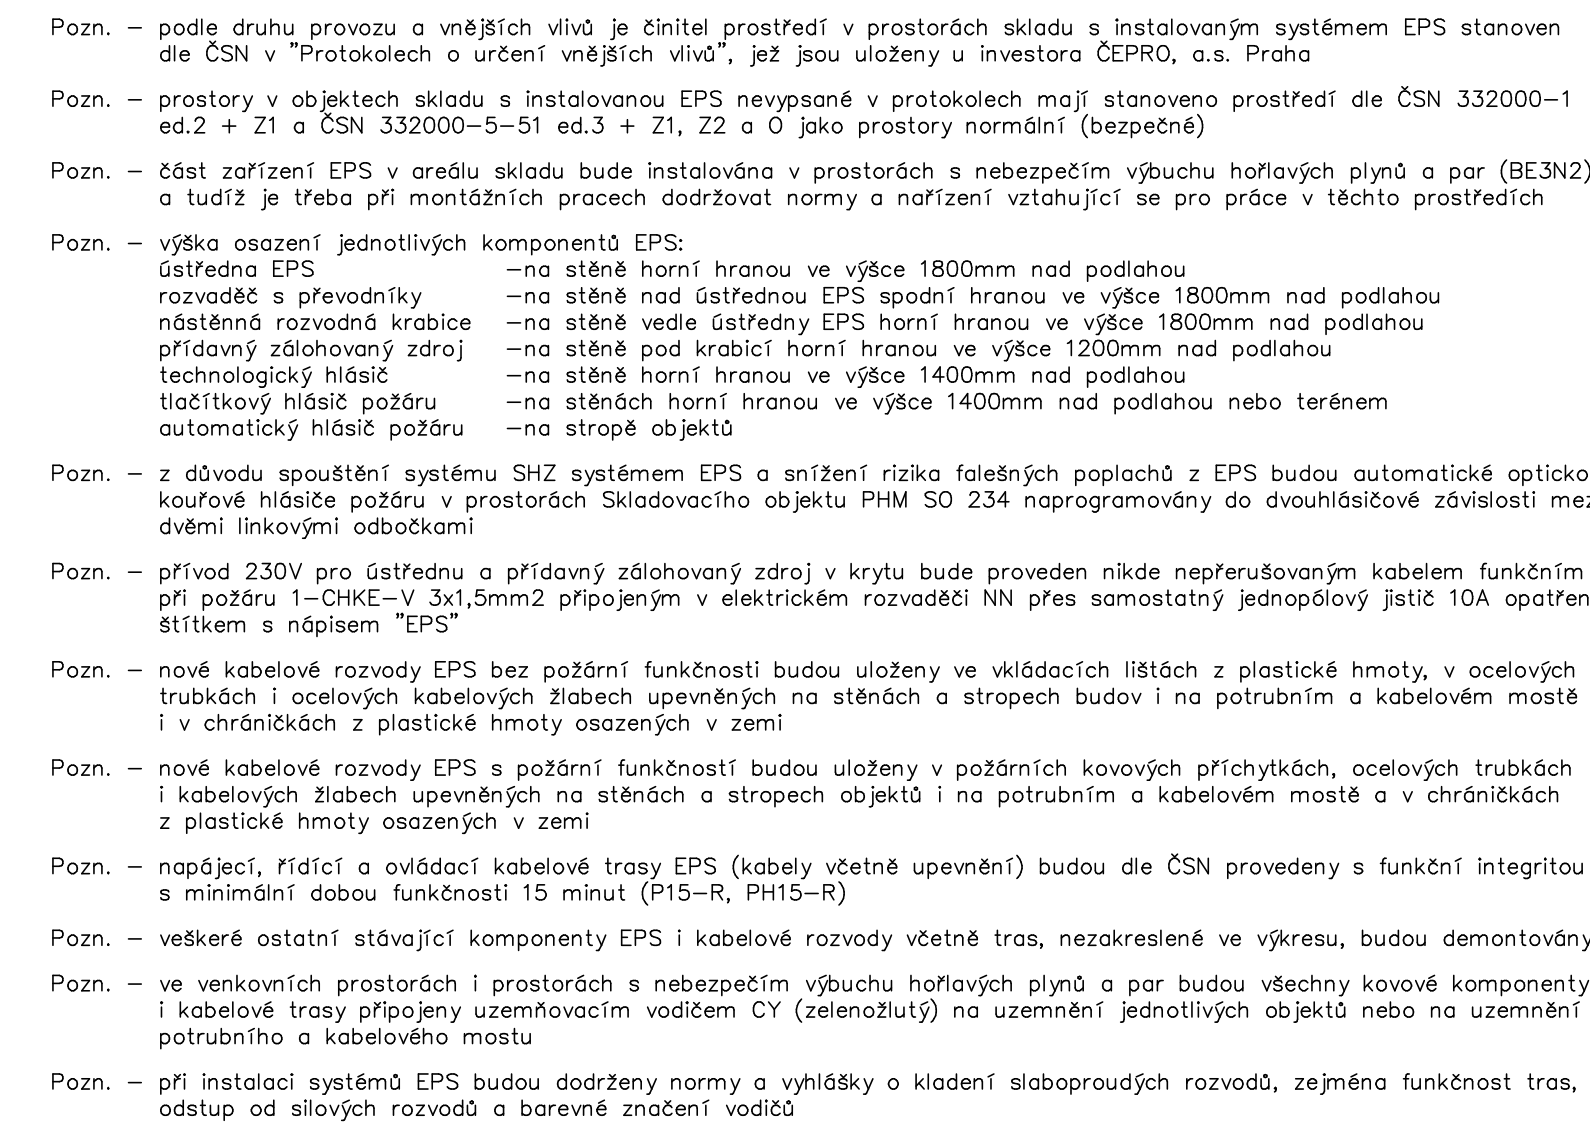 Pozn. – podle druhu provozu a vnějších vlivů je činitel prostředí v prostorách skladu s instalovaným systémem EPS stanoven
dle ČSN v "Protokolech o určení vnějších vlivů", jež jsou uloženy u investora ČEPRO, a.s. Praha
Pozn. – prostory v objektech skladu s instalovanou EPS nevypsané v protokolech mají stanoveno prostředí dle ČSN 332000–1
ed.2 + Z1 a ČSN 332000–5–51 ed.3 + Z1, Z2 a O jako prostory normální (bezpečné)
Pozn. – část zařízení EPS v areálu skladu bude instalována v prostorách s nebezpečím výbuchu hořlavých plynů a par (BE3N2)
a tudíž je třeba při montážních pracech dodržovat normy a nařízení vztahující se pro práce v těchto prostředích
Pozn. – výška osazení jednotlivých komponentů EPS:
ústředna EPS –na stěně horní hranou ve výšce 1800mm nad podlahou
rozvaděč s převodníky –na stěně nad ústřednou EPS spodní hranou ve výšce 1800mm nad podlahou
nástěnná rozvodná krabice –na stěně vedle ústředny EPS horní hranou ve výšce 1800mm nad podlahou
přídavný zálohovaný zdroj –na stěně pod krabicí horní hranou ve výšce 1200mm nad podlahou
technologický hlásič –na stěně horní hranou ve výšce 1400mm nad podlahou
tlačítkový hlásič požáru –na stěnách horní hranou ve výšce 1400mm nad podlahou nebo terénem
automatický hlásič požáru –na stropě objektů
Pozn. – z důvodu spouštění systému SHZ systémem EPS a snížení rizika falešných poplachů z EPS budou automatické opticko
kouřové hlásiče požáru v prostorách Skladovacího objektu PHM SO 234 naprogramovány do dvouhlásičové závislosti mez
dvěmi linkovými odbočkami
Pozn. – přívod 230V pro ústřednu a přídavný zálohovaný zdroj v krytu bude proveden nikde nepřerušovaným kabelem funkčním
při požáru 1–CHKE–V 3x1,5mm2 připojeným v elektrickém rozvaděči NN přes samostatný jednopólový jistič 10A opatřen
štítkem s nápisem "EPS"
Pozn. – nové kabelové rozvody EPS bez požární funkčnosti budou uloženy ve vkládacích lištách z plastické hmoty, v ocelových
trubkách i ocelových kabelových žlabech upevněných na stěnách a stropech budov i na potrubním a kabelovém mostě
i v chráničkách z plastické hmoty osazených v zemi
Pozn. – nové kabelové rozvody EPS s požární funkčností budou uloženy v požárních kovových příchytkách, ocelových trubkách
i kabelových žlabech upevněných na stěnách a stropech objektů i na potrubním a kabelovém mostě a v chráničkách
z plastické hmoty osazených v zemi
Pozn. – napájecí, řídící a ovládací kabelové trasy EPS (kabely včetně upevnění) budou dle ČSN provedeny s funkční integritou
s minimální dobou funkčnosti 15 minut (P15–R, PH15–R)
Pozn. – veškeré ostatní stávající komponenty EPS i kabelové rozvody včetně tras, nezakreslené ve výkresu, budou demontovány
Pozn. – ve venkovních prostorách i prostorách s nebezpečím výbuchu hořlavých plynů a par budou všechny kovové komponenty
i kabelové trasy připojeny uzemňovacím vodičem CY (zelenožlutý) na uzemnění jednotlivých objektů nebo na uzemnění
potrubního a kabelového mostu
Pozn. – při instalaci systémů EPS budou dodrženy normy a vyhlášky o kladení slaboproudých rozvodů, zejména funkčnost tras,
odstup od silových rozvodů a barevné značení vodičů